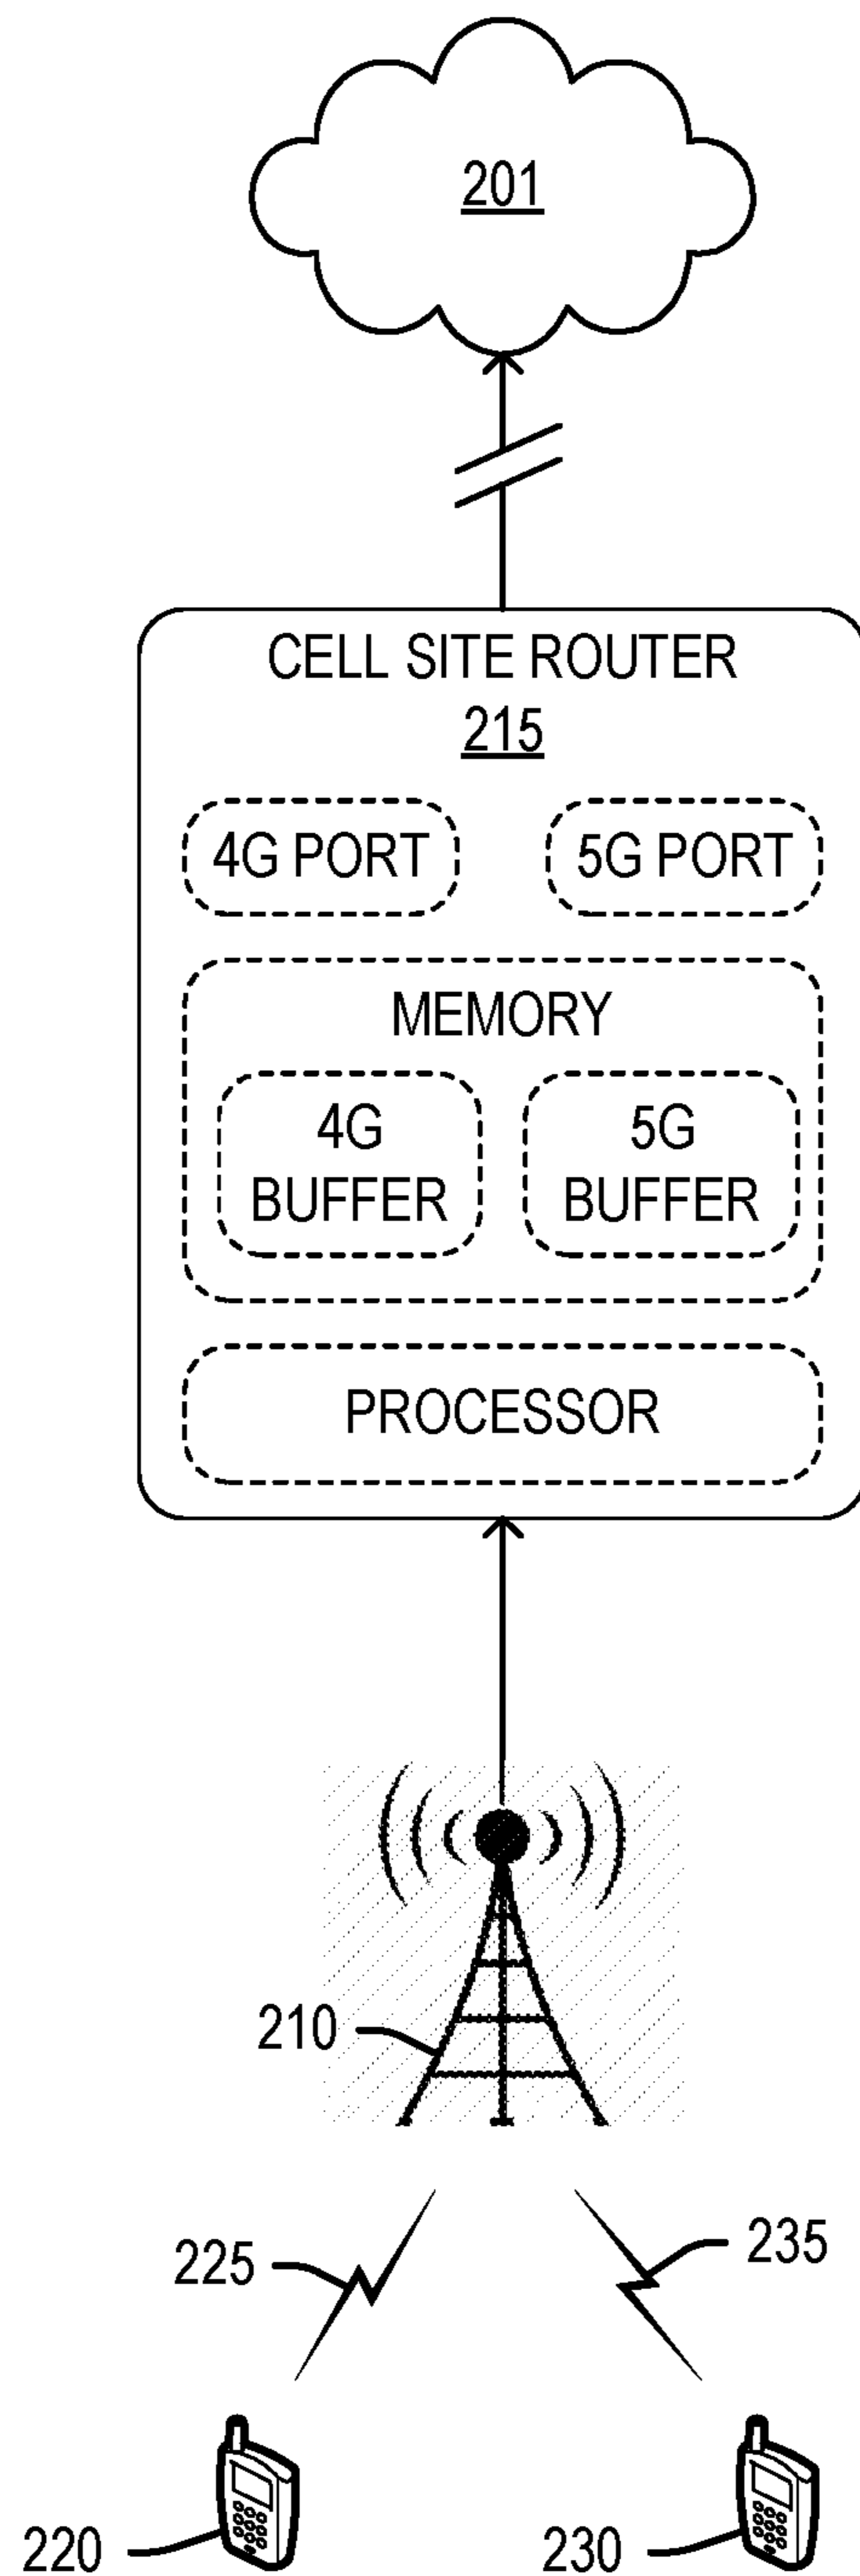 201
CELL SITE ROUTER
215
4G PORT
5G PORT
MEMORY
4G
BUFFER
5G
BUFFER
PROCESSOR
210
225
235
220
230